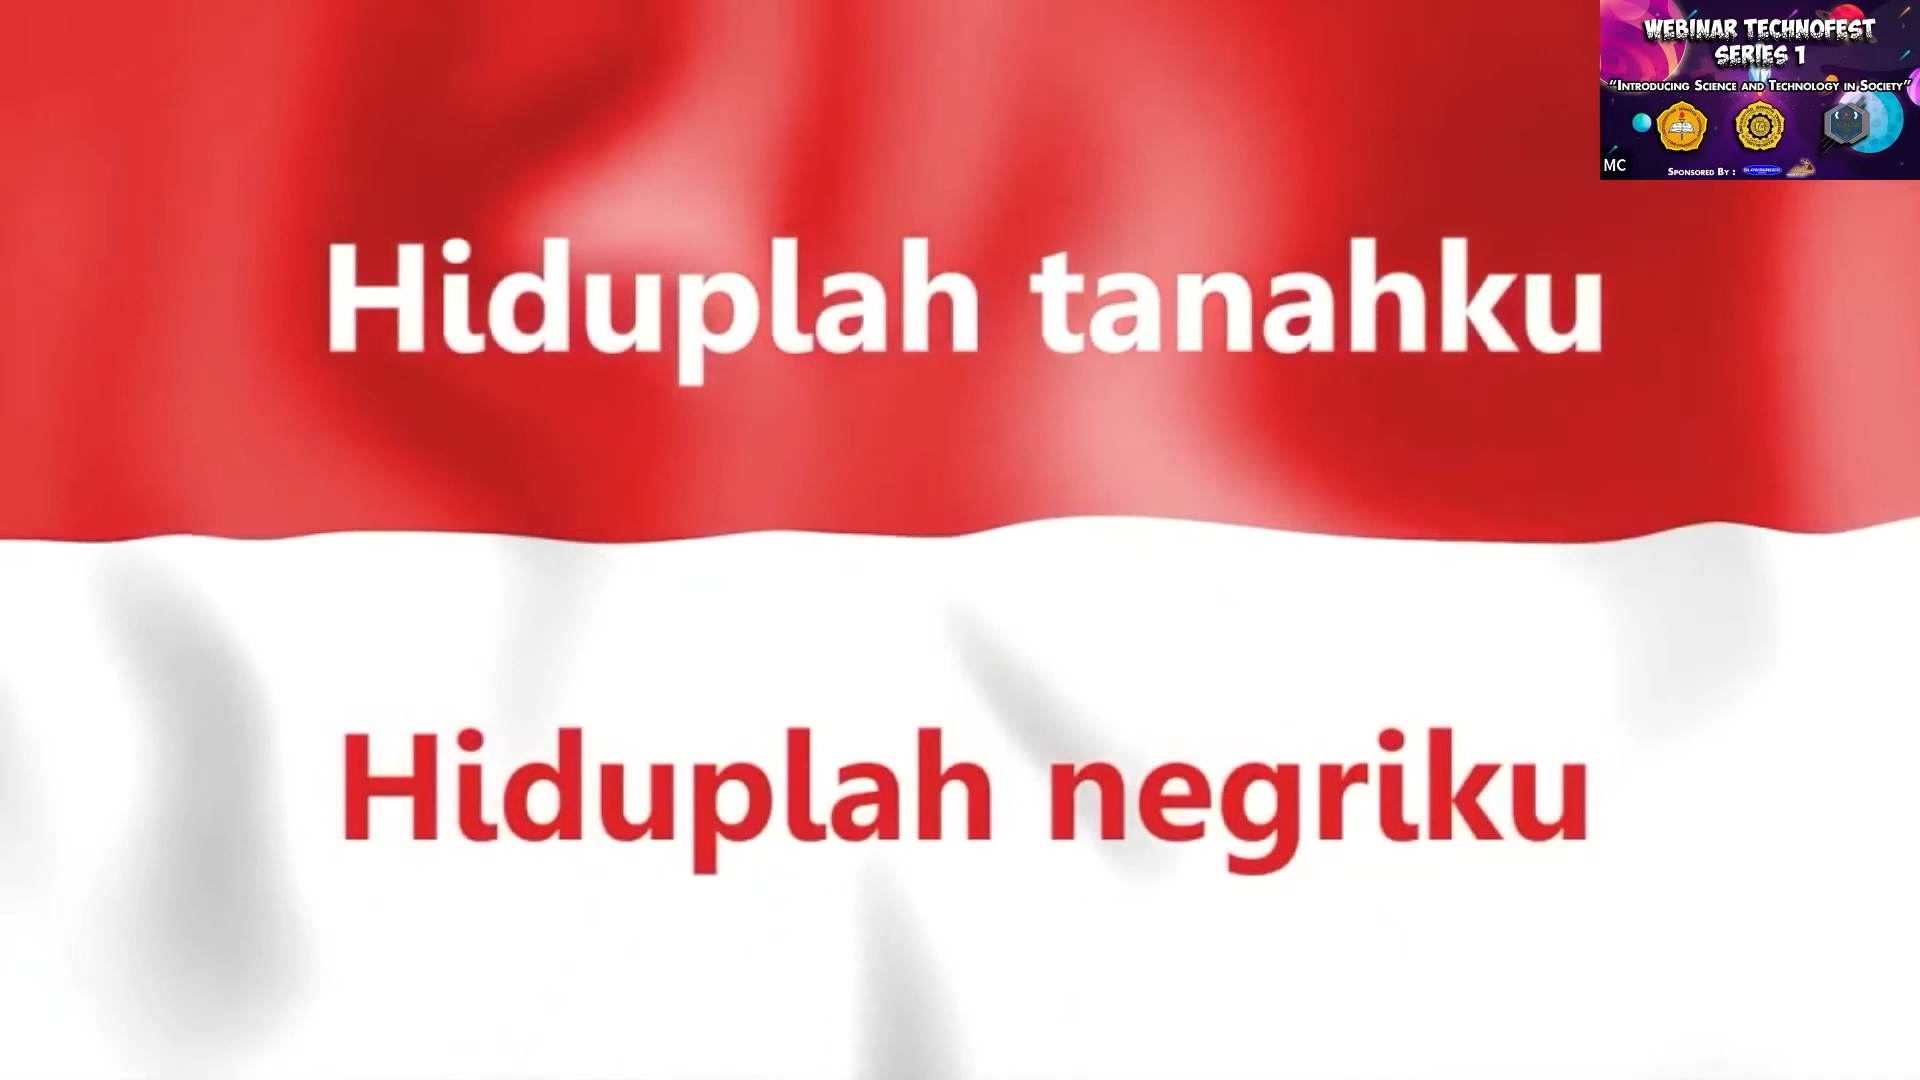 WEBINAR TECHNOFEST
SERIES 1
“INTRODUCING SCIENCE AND TECHNOLOGY IN SOCIETY”
MC
SPONSORED BY :
Hiduplah tanahku
Hiduplah negriku